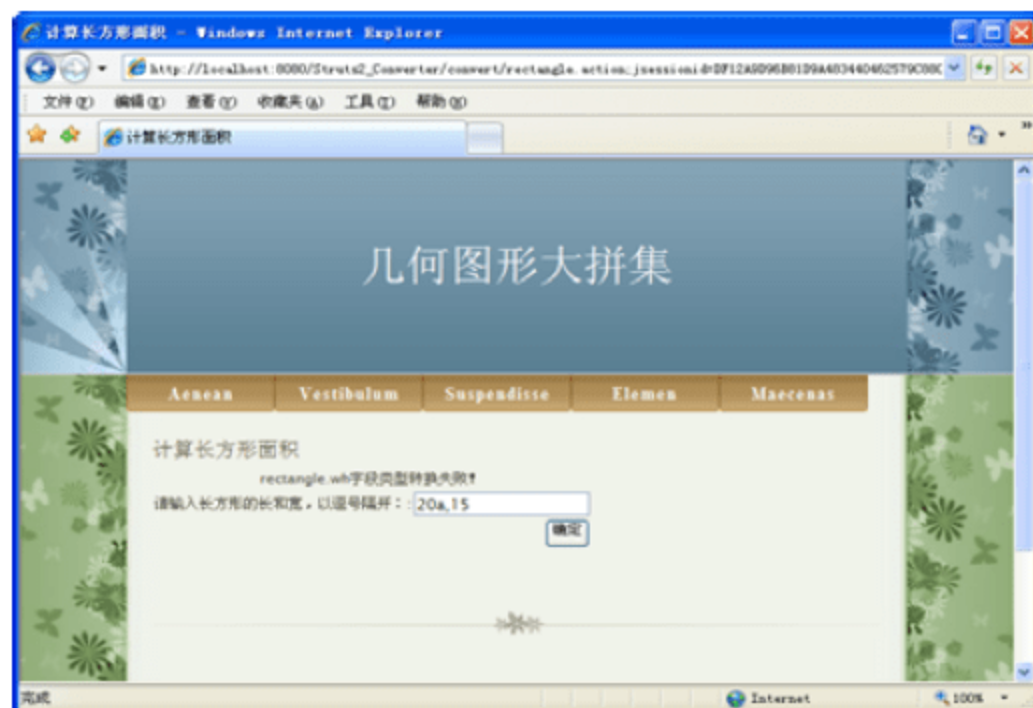 计算长方形面积 - Windows Internet Explorer
http://localhost:8080/Struts2_Converter/convert/rectangle.action;jsessionid=
文件(F) 编辑(E) 查看(V) 收藏夹(A) 工具(T) 帮助(H)
计算长方形面积
几何图形大拼集
Aenean Vestibulum Suspendisse Elemen Maecenas
计算长方形面积
rectangle.wh字段类型转换失败!
请输入长方形的长和宽，以逗号隔开：: 20a,15
确定
完成 Internet 100%